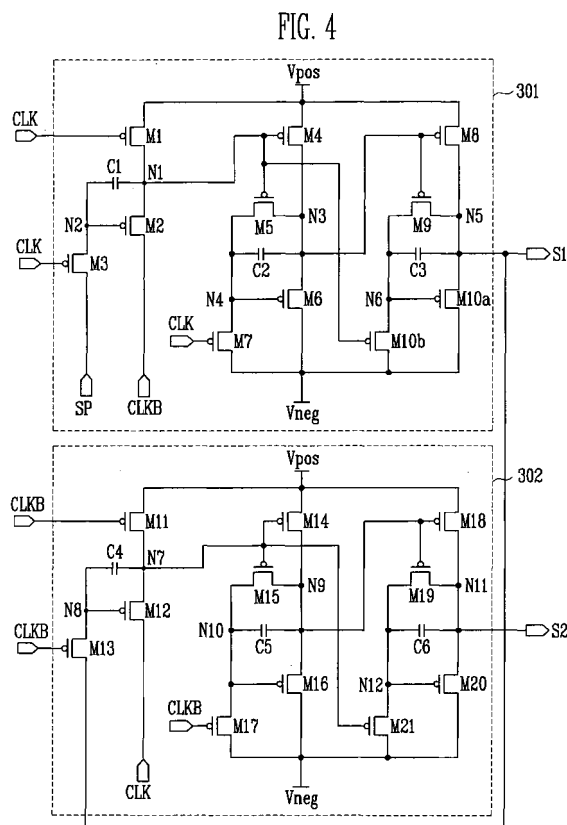 FIG. 4
Vpos
301
CLK
M1
M4
M8
C1
N1
N2
M2
N3
N5
M5
M9
CLK
M3
C2
C3
S1
N4
M6
N6
M10a
CLK
M7
M10b
SP
CLKB
Vneg
Vpos
302
CLKB
M11
M14
M18
C4
N7
N8
M12
N9
N11
M15
M19
CLKB
M13
N10
C5
C6
S2
M16
N12
M20
CLKB
M17
M21
CLK
Vneg